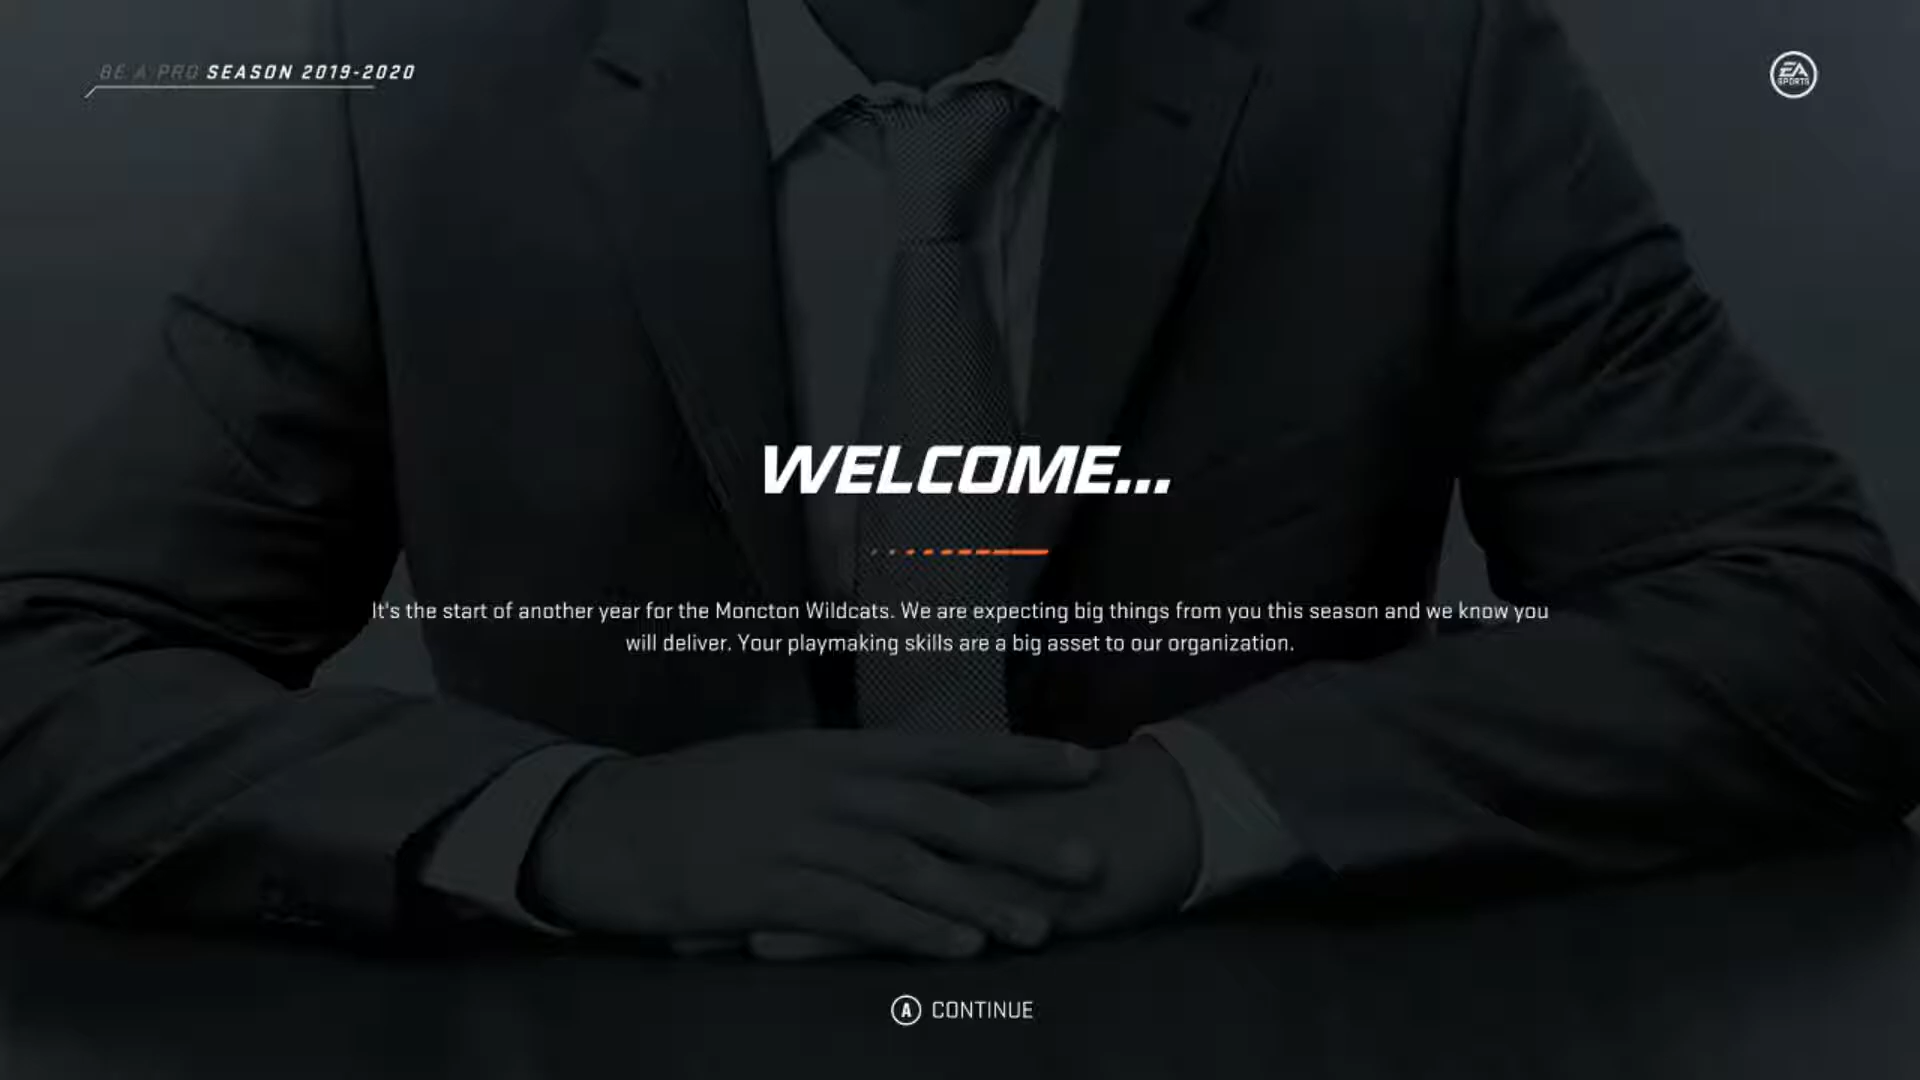 BE A PRO SEASON 2019-2020
EA
SPORTS
WELCOME...
It's the start of another year for the Moncton Wildcats. We are expecting big things from you this season and we know you
will deliver. Your playmaking skills are a big asset to our organization.
A CONTINUE